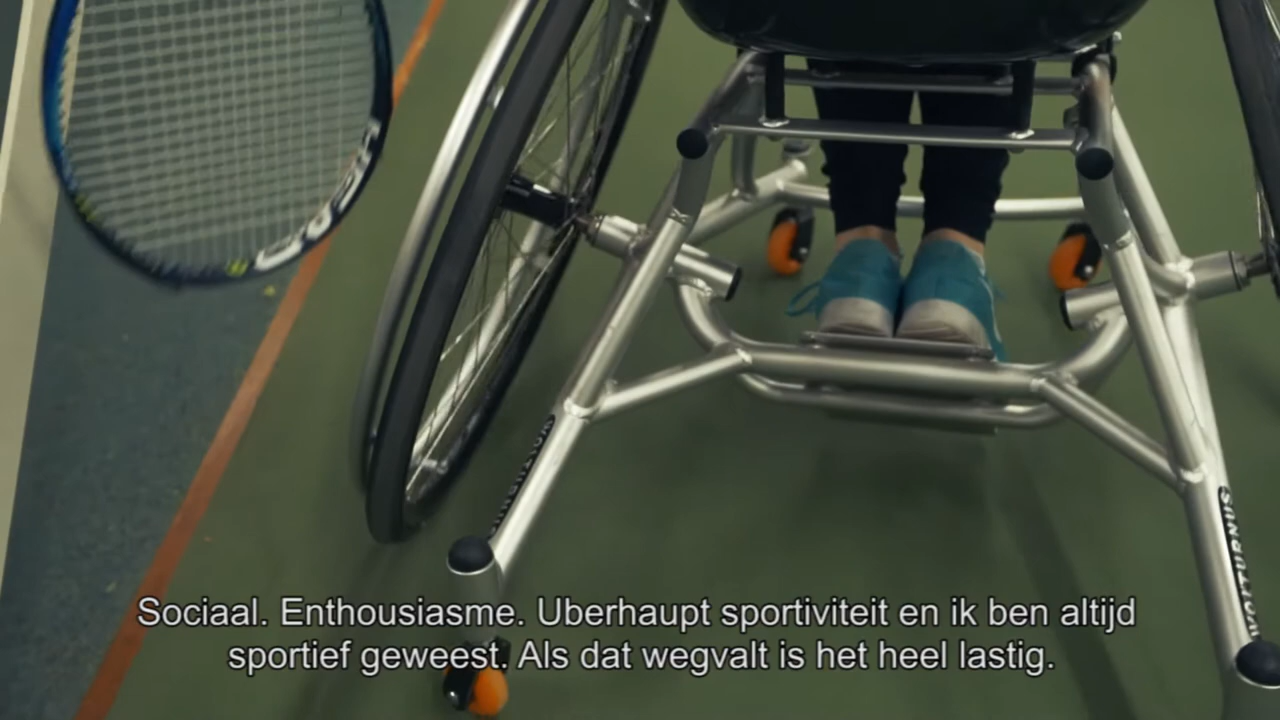 Sociaal. Enthousiasme. Uberhaupt sportiviteit en ik ben altijd
sportief geweest. Als dat wegvalt is het heel lastig.